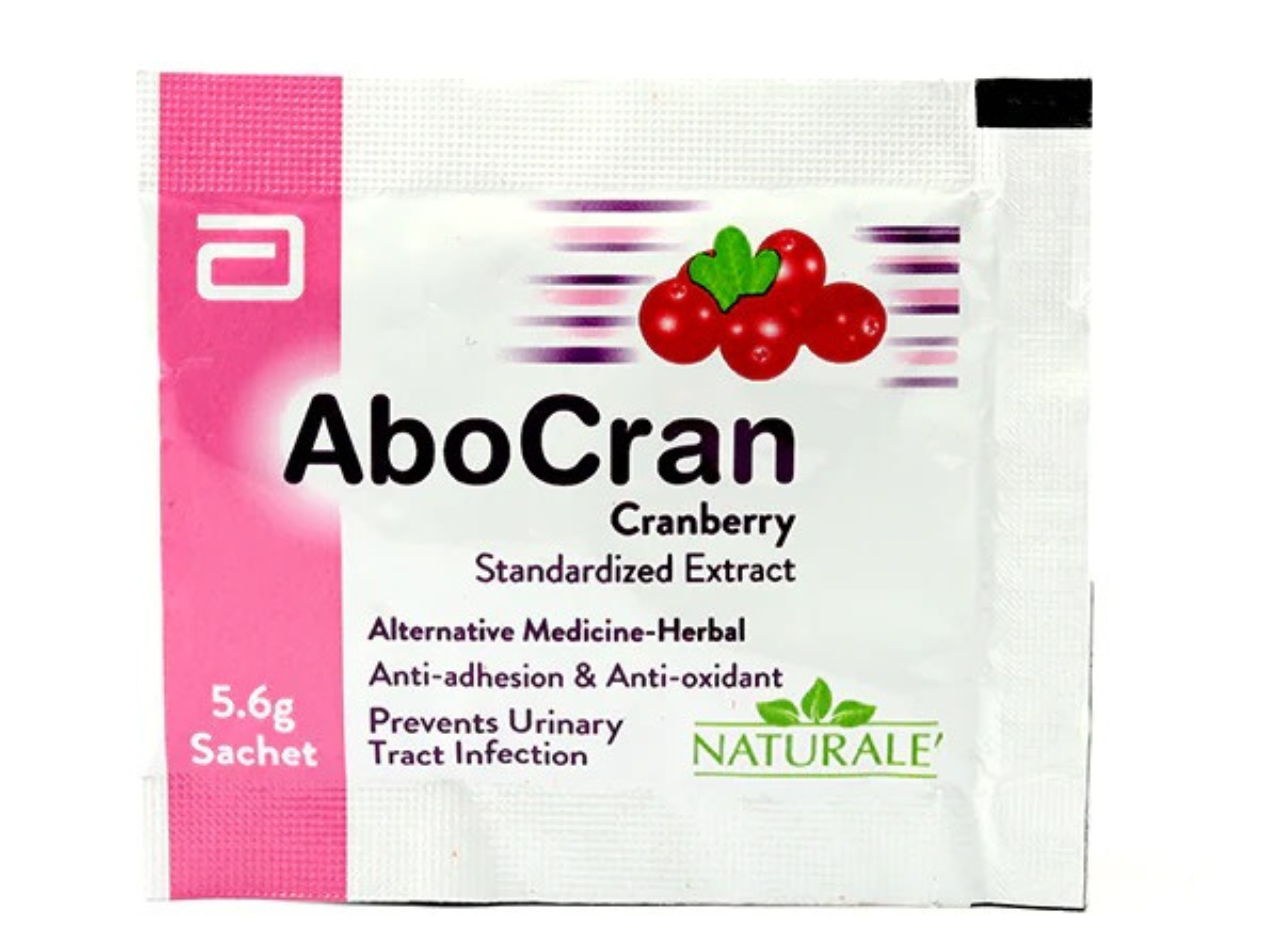 AboCran
Cranberry
Standardized Extract
Alternative Medicine-Herbal
Anti-adhesion & Anti-oxidant
Prevents Urinary
Tract Infection
NATURALE'
5.6g
Sachet